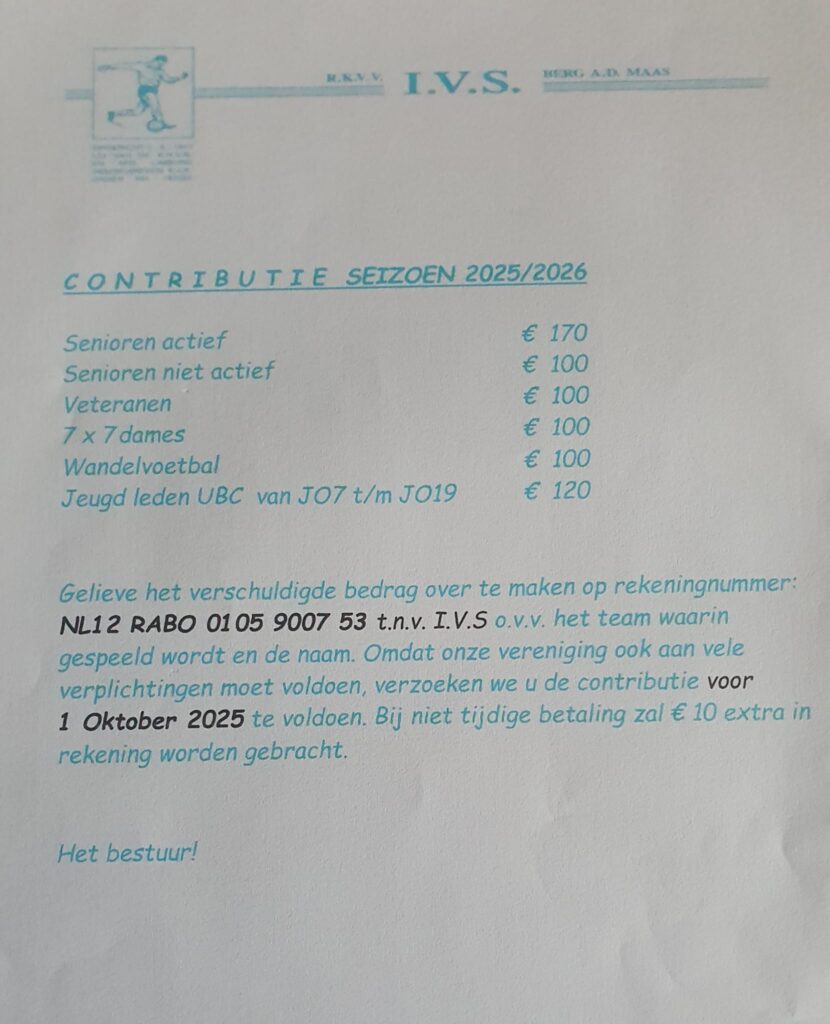 R.K.V.V. I.V.S. BERG A.D. MAAS
CONTRIBUTIE SEIZOEN 2025/2026
Senioren actief € 170
Senioren niet actief € 100
Veteranen € 100
7 x 7 dames € 100
Wandelvoetbal € 100
Jeugd leden UBC van JO7 t/m JO19 € 120
Gelieve het verschuldigde bedrag over te maken op rekeningnummer:
NL12 RABO 0105 9007 53 t.n.v. I.V.S o.v.v. het team waarin
gespeeld wordt en de naam. Omdat onze vereniging ook aan vele
verplichtingen moet voldoen, verzoeken we u de contributie voor
1 Oktober 2025 te voldoen. Bij niet tijdige betaling zal € 10 extra in
rekening worden gebracht.
Het bestuur!